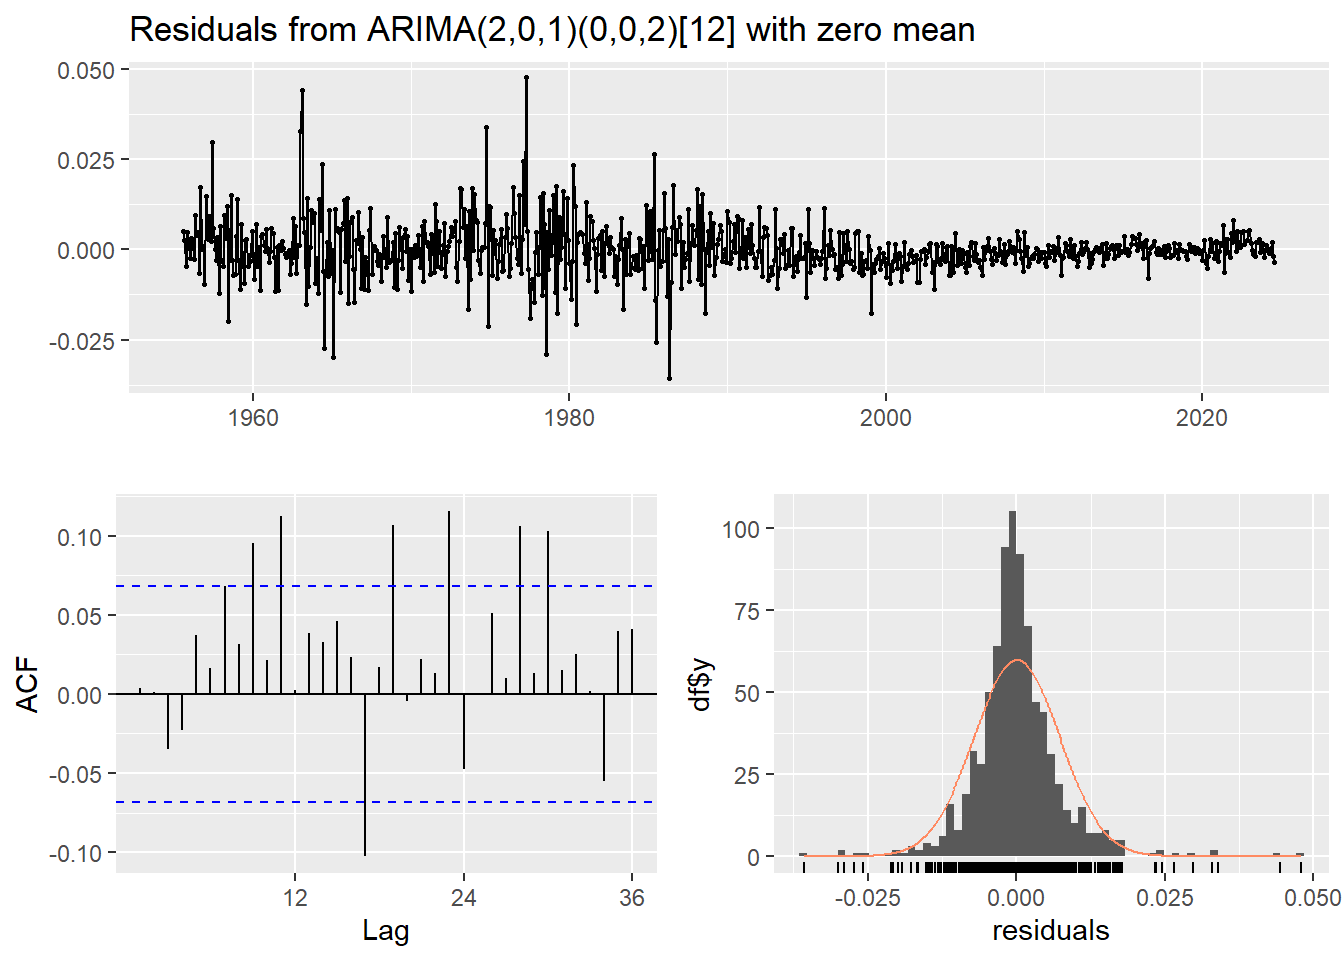 Residuals from ARIMA(2,0,1)(0,0,2)[12] with zero mean
0.050
0.025
0.000
-0.025
1960 1980 2000 2020
ACF
0.10
0.05
0.00
-0.05
-0.10
12 24 36
Lag
df$y
100
75
50
25
0
-0.025 0.000 0.025 0.050
residuals